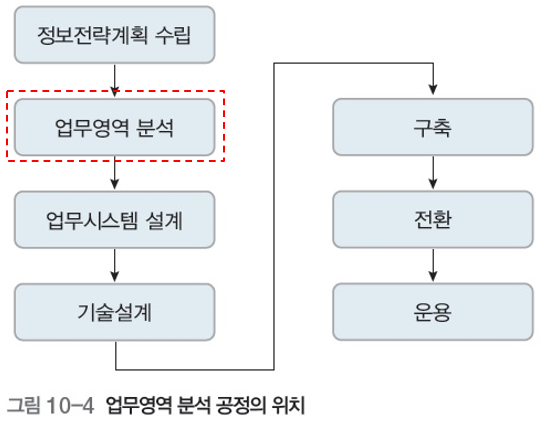 정보전략계획 수립
업무영역 분석
업무시스템 설계
기술설계
구축
전환
운용
그림 10-4 업무영역 분석 공정의 위치